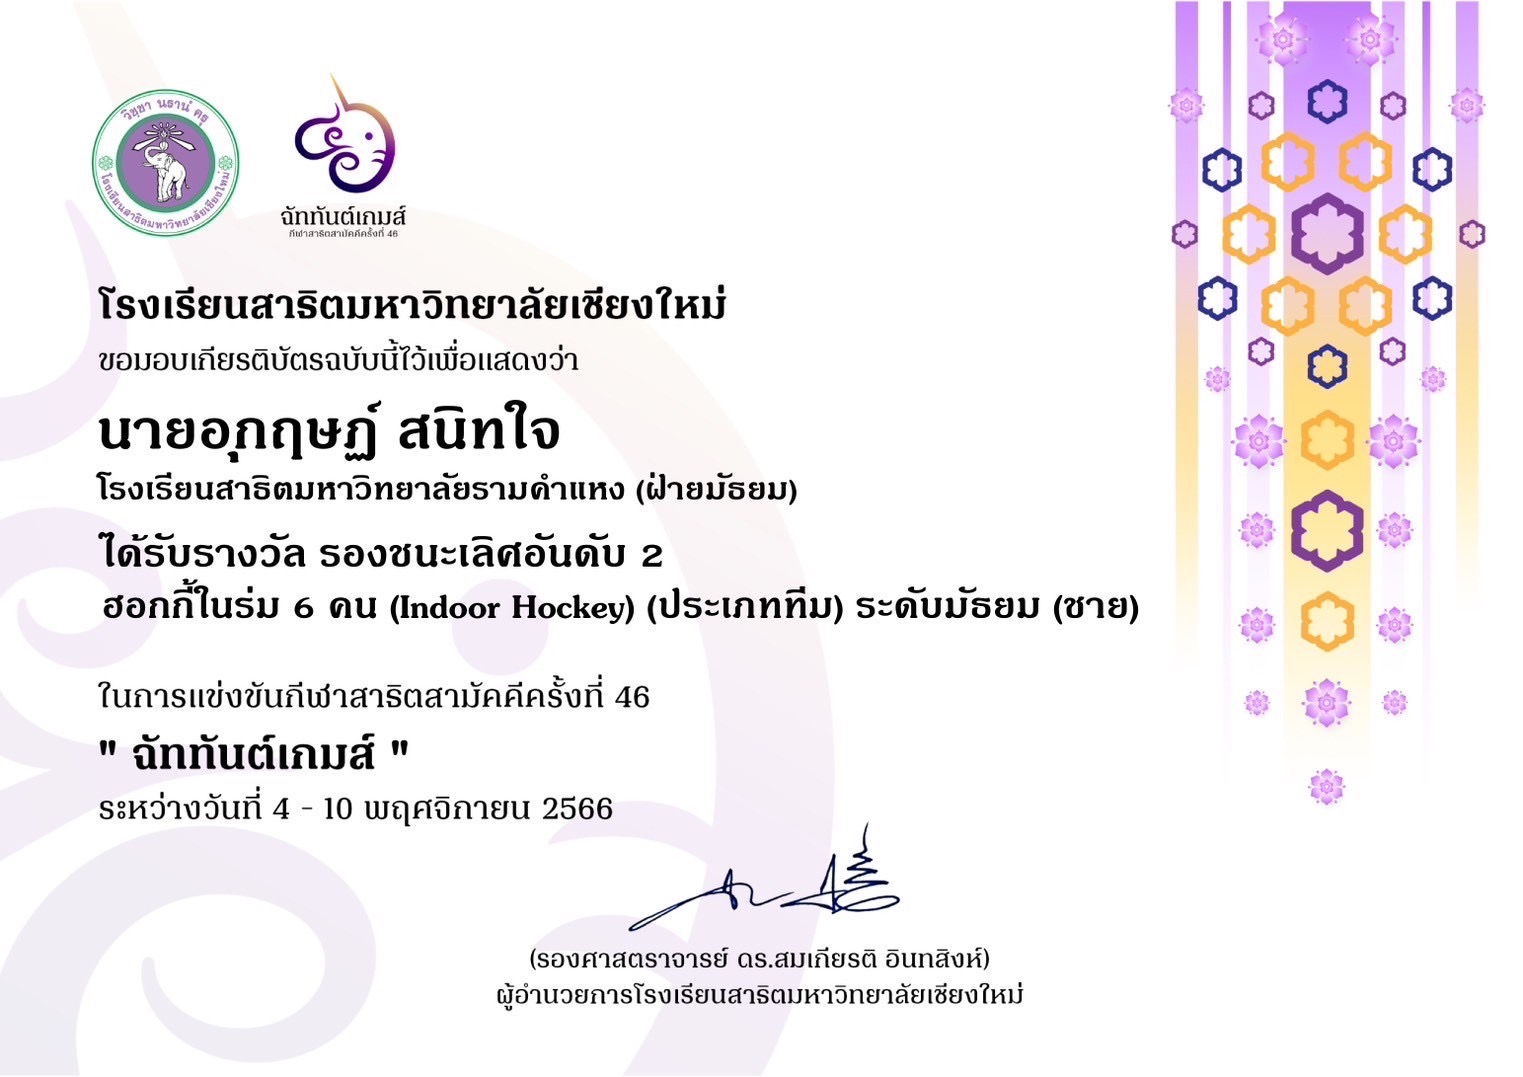 วิชฺชา นรานํ ครุ
โรงเรียนสาธิตมหาวิทยาลัยเชียงใหม่
ฉัททันต์เกมส์
กีฬาสาธิตสามัคคีครั้งที่ 46
โรงเรียนสาธิตมหาวิทยาลัยเชียงใหม่
ขอมอบเกียรติบัตรฉบับนี้ไว้เพื่อแสดงว่า
นายอุกฤษฏ์ สนิทใจ
โรงเรียนสาธิตมหาวิทยาลัยรามคำแหง (ฝ่ายมัธยม)
ได้รับรางวัล รองชนะเลิศอันดับ 2
ฮอกกี้ในร่ม 6 คน (Indoor Hockey) (ประเภททีม) ระดับมัธยม (ชาย)
ในการแข่งขันกีฬาสาธิตสามัคคีครั้งที่ 46
" ฉัททันต์เกมส์ "
ระหว่างวันที่ 4 - 10 พฤศจิกายน 2566
(รองศาสตราจารย์ ดร.สมเกียรติ อินทสิงห์)
ผู้อำนวยการโรงเรียนสาธิตมหาวิทยาลัยเชียงใหม่